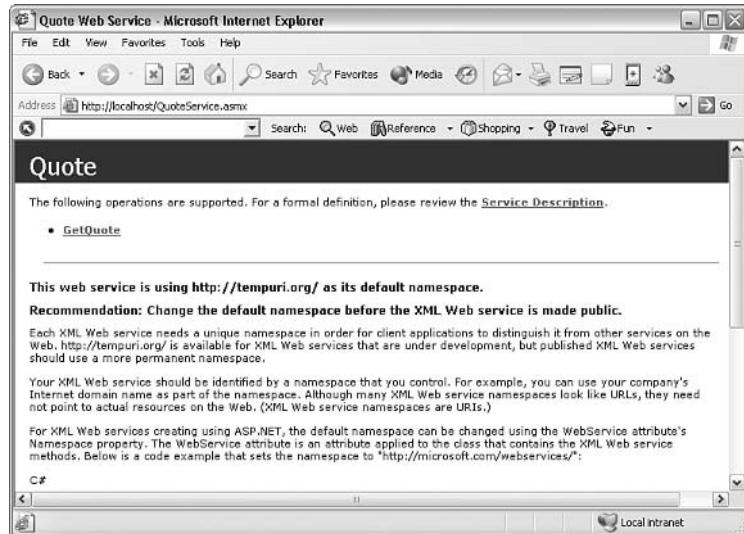 Quote Web Service - Microsoft Internet Explorer
File Edit View Favorites Tools Help
Back Search Favorites Media
Address http://localhost/QuoteService.asmx Go
Search: Web Reference Shopping Travel Fun
Quote
The following operations are supported. For a formal definition, please review the Service Description.
• GetQuote
This web service is using http://tempuri.org/ as its default namespace.
Recommendation: Change the default namespace before the XML Web service is made public.
Each XML Web service needs a unique namespace in order for client applications to distinguish it from other services on the
Web. http://tempuri.org/ is available for XML Web services that are under development, but published XML Web services
should use a more permanent namespace.
Your XML Web service should be identified by a namespace that you control. For example, you can use your company's
Internet domain name as part of the namespace. Although many XML Web service namespaces look like URLs, they need
not point to actual resources on the Web. (XML Web service namespaces are URIs.)
For XML Web services creating using ASP.NET, the default namespace can be changed using the WebService attribute's
Namespace property. The WebService attribute is an attribute applied to the class that contains the XML Web service
methods. Below is a code example that sets the namespace to "http://microsoft.com/webservices/":
C#
Local intranet